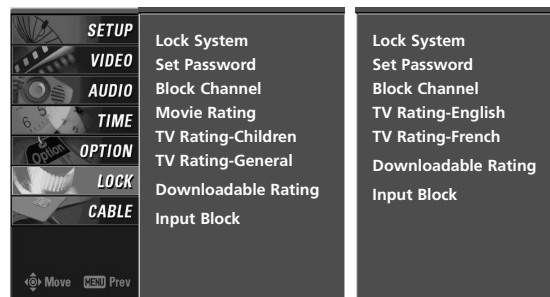 SETUP
VIDEO
AUDIO
TIME
OPTION
LOCK
CABLE
Move MENU Prev
Lock System
Set Password
Block Channel
Movie Rating
TV Rating-Children
TV Rating-General
Downloadable Rating
Input Block
Lock System
Set Password
Block Channel
TV Rating-English
TV Rating-French
Downloadable Rating
Input Block